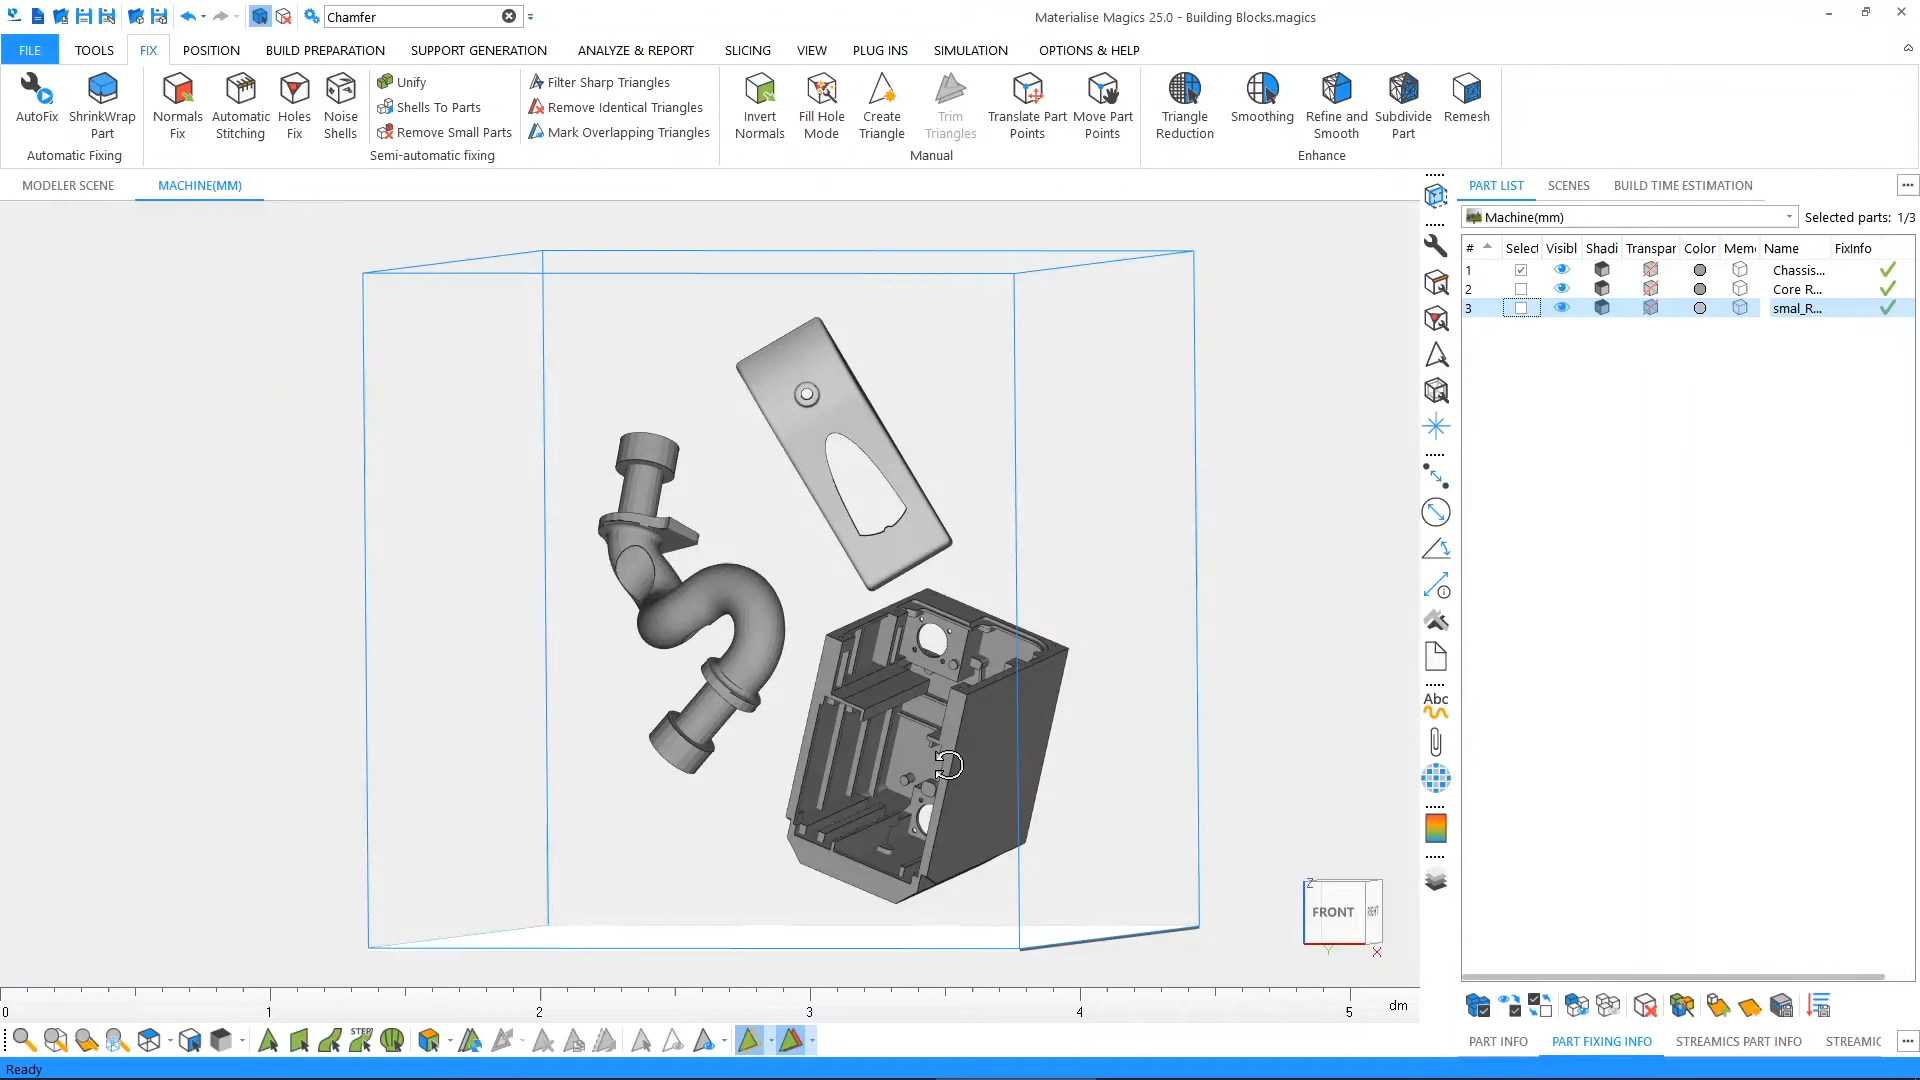 Chamfer
Materialise Magics 25.0 - Building Blocks.magics
FILE TOOLS FIX POSITION BUILD PREPARATION SUPPORT GENERATION ANALYZE & REPORT SLICING VIEW PLUG INS SIMULATION OPTIONS & HELP
AutoFix
ShrinkWrap Part
Automatic Fixing
Normals Fix
Automatic Stitching
Holes Fix
Noise Shells
Unify
Shells To Parts
Remove Small Parts
Filter Sharp Triangles
Remove Identical Triangles
Mark Overlapping Triangles
Semi-automatic fixing
Invert Normals
Fill Hole Mode
Create Triangle
Trim Triangles
Translate Part Points
Move Part Points
Manual
Triangle Reduction
Smoothing
Refine and Smooth
Subdivide Part
Remesh
Enhance
MODELER SCENE MACHINE(MM)
PART LIST SCENES BUILD TIME ESTIMATION
Machine(mm) Selected parts: 1/3
# Select Visibl Shadi Transpar Color Mem Name FixInfo
1 Chassis...
2 Core R...
3 smal_R...
Abc
Z
FRONT RIGHT
Y X
0 1 2 3 4 5 dm
STEP
PART INFO PART FIXING INFO STREAMICS PART INFO STREAMIC
Ready